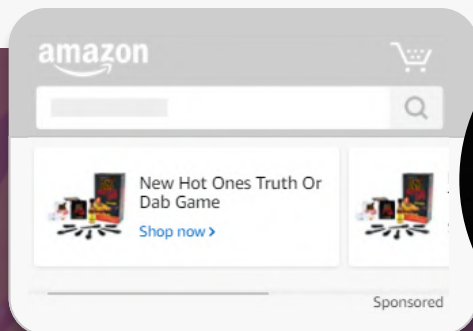 amazon
New Hot Ones Truth Or
Dab Game
Shop now >
Sponsored